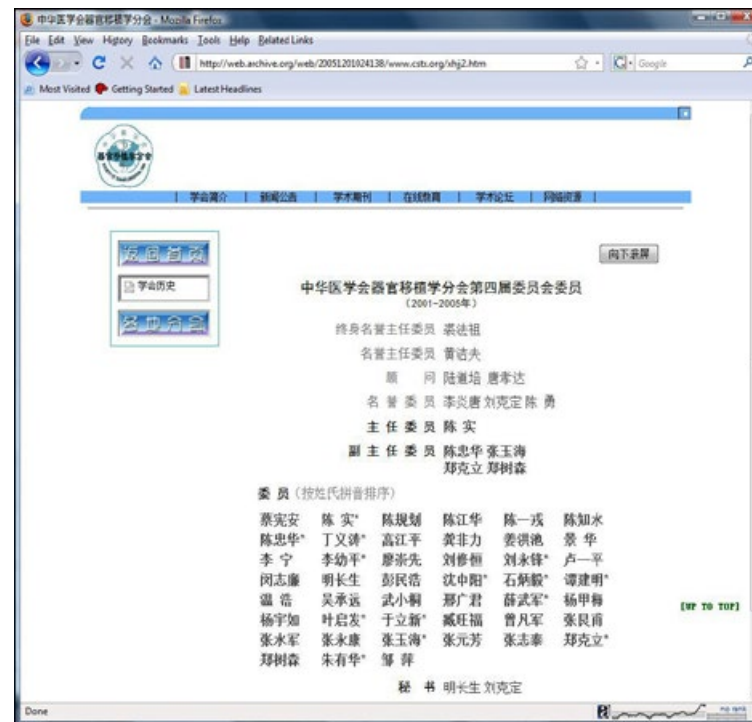 中华医学会器官移植学分会 - Mozilla Firefox
File Edit View History Bookmarks Tools Help Related Links
http://web.archive.org/web/20051201024138/www.csts.org/xhjj2.htm
Google
Most Visited Getting Started Latest Headlines
器官移植学会
| 学会简介 | 新闻公告 | 学术期刊 | 在线教育 | 学术论坛 | 网络资源 |
返回首页
向下滚屏
学会历史
各地分会
中华医学会器官移植学分会第四届委员会委员
(2001-2005年)
终身名誉主任委员 裘法祖
名誉主任委员 黄洁夫
顾 问 陆道培 唐孝达
名 誉 委 员 李炎唐 刘克定 陈 勇
主 任 委 员 陈 实
副 主 任 委 员 陈忠华 张玉海
郑克立 郑树森
委 员 (按姓氏拼音排序)
蔡宪安 陈 实* 陈规划 陈江华 陈一戎 陈知水
陈忠华* 丁义涛* 高江平 龚非力 姜洪池 景 华
李 宁 李幼平* 廖崇先 刘修恒 刘永锋* 卢一平
闵志廉 明长生 彭民浩 沈中阳* 石炳毅* 谭建明*
温 浩 吴承远 武小桐 邢广君 薛武军* 杨甲梅
杨宇如 叶启发* 于立新* 臧旺福 曾凡军 张艮甫
张水军 张永康 张玉海* 张元芳 张志泰 郑克立*
郑树森 朱有华* 邹 萍
[UP TO TOP]
秘 书 明长生 刘克定
Done